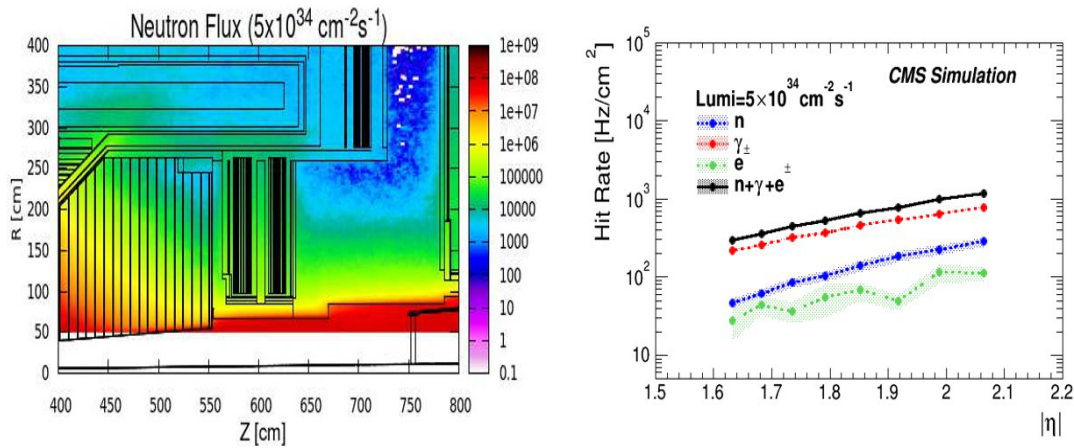 Neutron Flux (5x10^34 cm^-2s^-1)
400
350
300
250
200
150
100
50
0
R [cm]
400 450 500 550 600 650 700 750 800
Z [cm]
1e+09
1e+08
1e+07
1e+06
100000
10000
1000
100
10
1
0.1
Hit Rate [Hz/cm^2]
10^5
10^4
10^3
10^2
10
CMS Simulation
Lumi=5×10^34 cm^-2 s^-1
n
γ ±
e ±
n+γ+e±
1.5 1.6 1.7 1.8 1.9 2 2.1 2.2
|η|